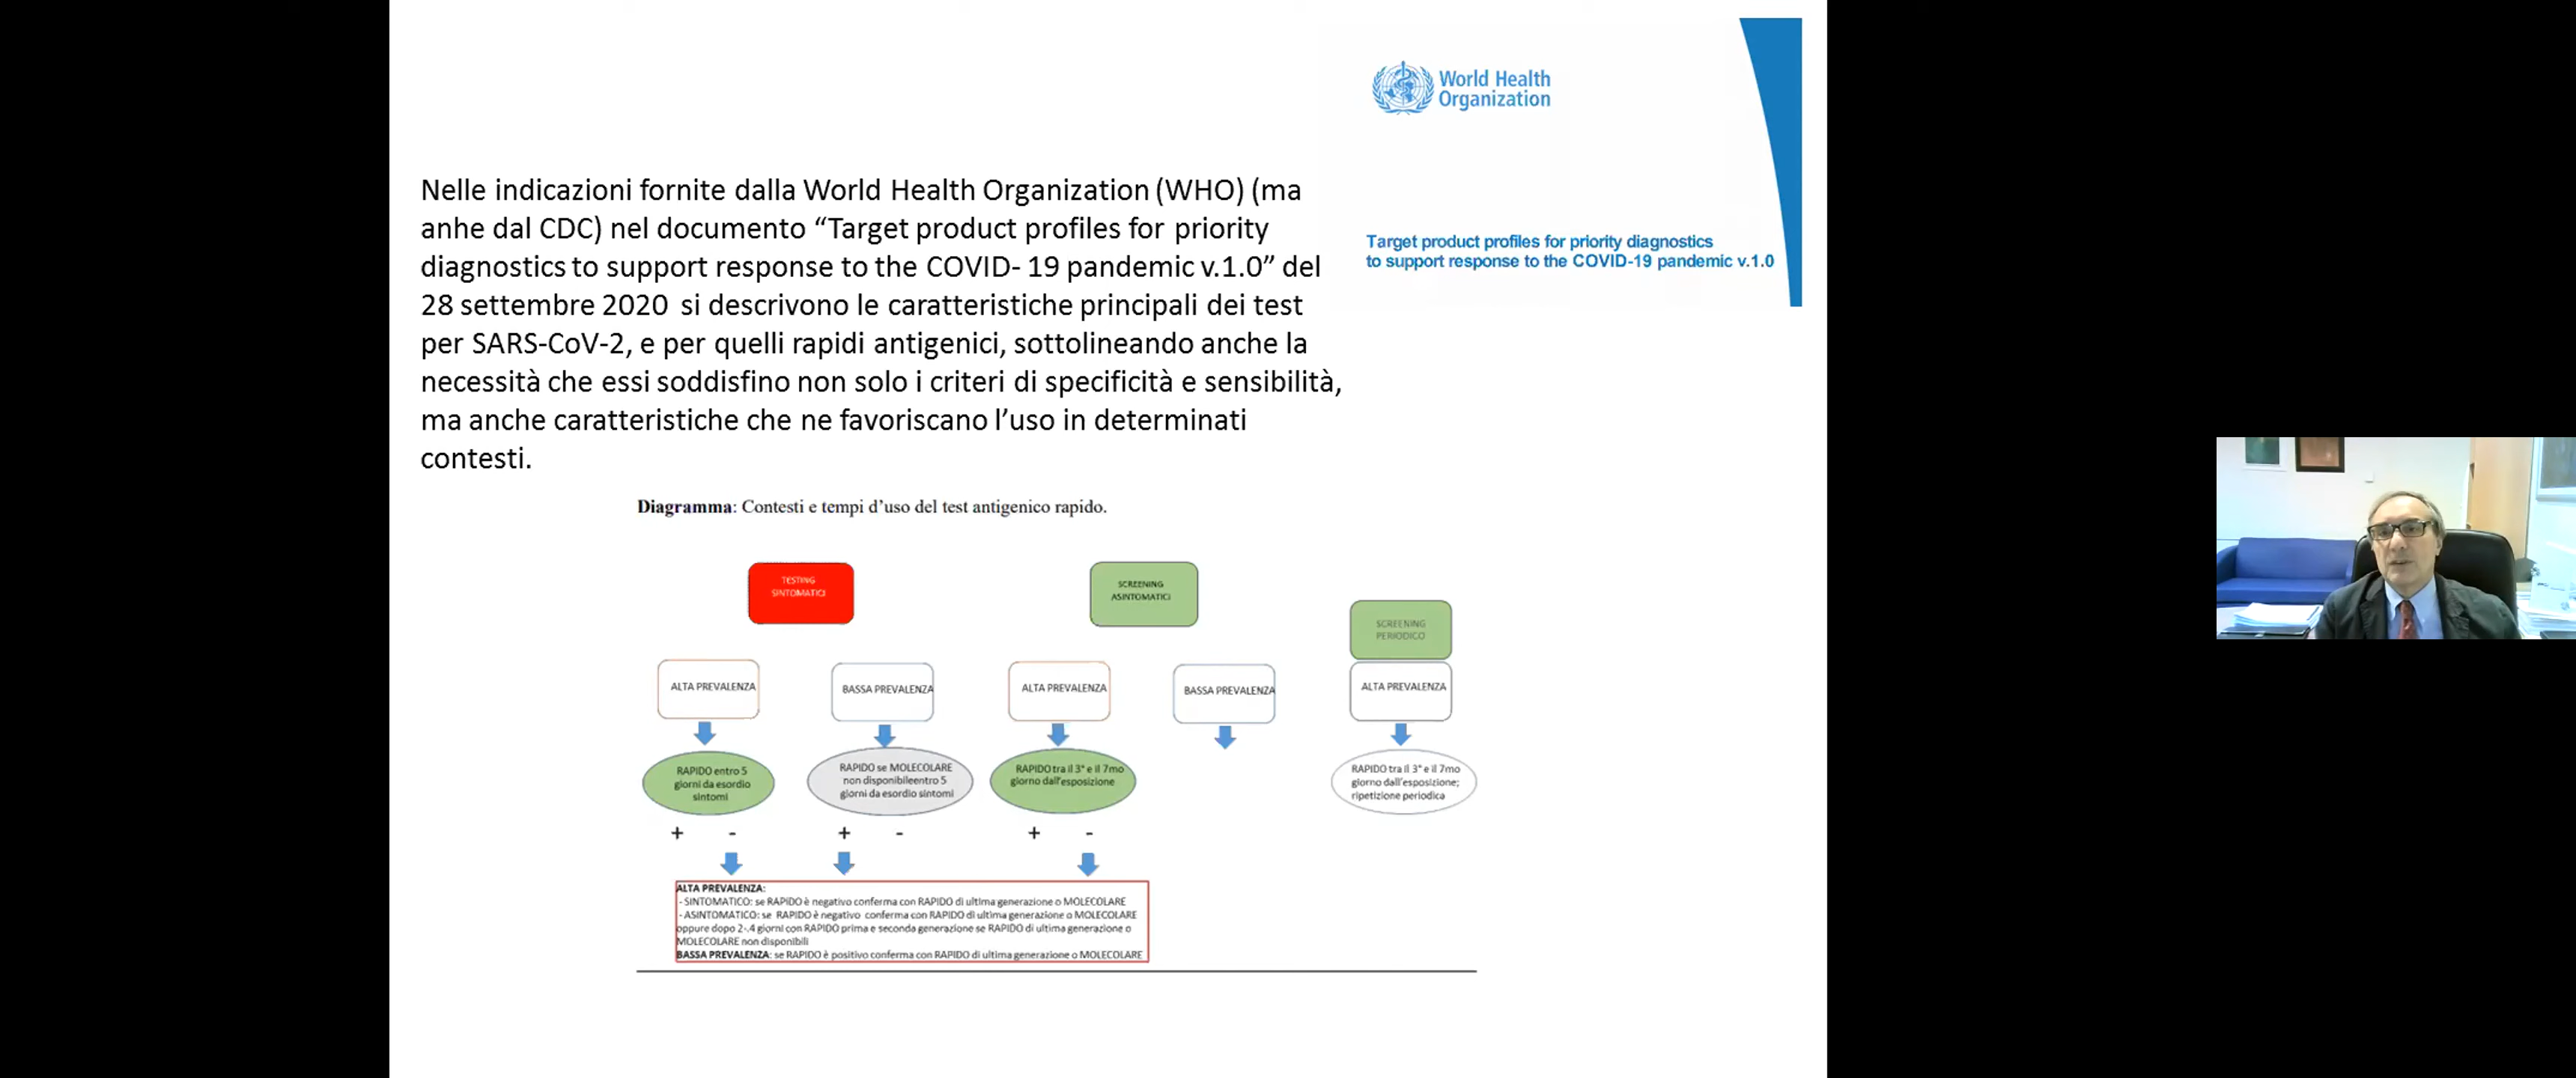 World Health
Organization
Nelle indicazioni fornite dalla World Health Organization (WHO) (ma
anhe dal CDC) nel documento “Target product profiles for priority
diagnostics to support response to the COVID- 19 pandemic v.1.0” del
28 settembre 2020 si descrivono le caratteristiche principali dei test
per SARS-CoV-2, e per quelli rapidi antigenici, sottolineando anche la
necessità che essi soddisfino non solo i criteri di specificità e sensibilità,
ma anche caratteristiche che ne favoriscano l’uso in determinati
contesti.
Target product profiles for priority diagnostics
to support response to the COVID-19 pandemic v.1.0
Diagramma: Contesti e tempi d’uso del test antigenico rapido.
TESTING
SINTOMATICI
SCREENING
ASINTOMATICI
SCREENING
PERIODICO
ALTA PREVALENZA
BASSA PREVALENZA
ALTA PREVALENZA
BASSA PREVALENZA
ALTA PREVALENZA
RAPIDO entro 5
giorni da esordio
sintomi
RAPIDO se MOLECOLARE
non disponibileentro 5
giorni da esordio sintomi
RAPIDO tra il 3° e il 7mo
giorno dall’esposizione
RAPIDO tra il 3° e il 7mo
giorno dall’esposizione;
ripetizione periodica
+ -
+ -
+ -
ALTA PREVALENZA:
- SINTOMATICO: se RAPIDO è negativo conferma con RAPIDO di ultima generazione o MOLECOLARE
- ASINTOMATICO: se RAPIDO è negativo conferma con RAPIDO di ultima generazione o MOLECOLARE
oppure dopo 2-.4 giorni con RAPIDO prima e seconda generazione se RAPIDO di ultima generazione o
MOLECOLARE non disponibili
BASSA PREVALENZA: se RAPIDO è positivo conferma con RAPIDO di ultima generazione o MOLECOLARE